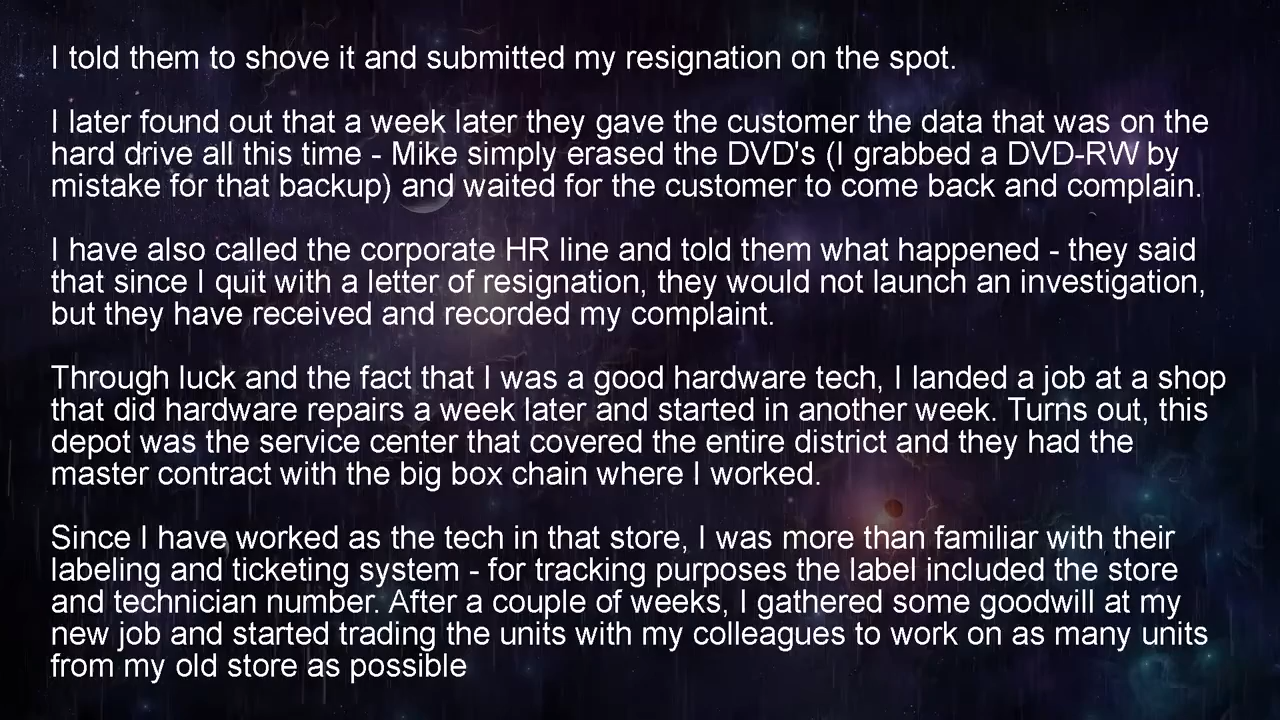 I told them to shove it and submitted my resignation on the spot.
I later found out that a week later they gave the customer the data that was on the
hard drive all this time - Mike simply erased the DVD's (I grabbed a DVD-RW by
mistake for that backup) and waited for the customer to come back and complain.
I have also called the corporate HR line and told them what happened - they said
that since I quit with a letter of resignation, they would not launch an investigation,
but they have received and recorded my complaint.
Through luck and the fact that I was a good hardware tech, I landed a job at a shop
that did hardware repairs a week later and started in another week. Turns out, this
depot was the service center that covered the entire district and they had the
master contract with the big box chain where I worked.
Since I have worked as the tech in that store, I was more than familiar with their
labeling and ticketing system - for tracking purposes the label included the store
and technician number. After a couple of weeks, I gathered some goodwill at my
new job and started trading the units with my colleagues to work on as many units
from my old store as possible